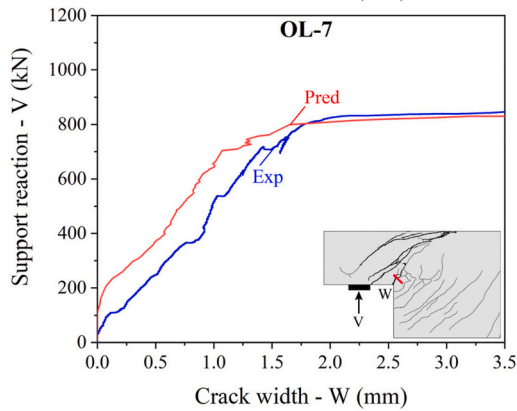 OL-7
1200
1000
800
600
400
200
0
Support reaction - V (kN)
Pred
Exp
W
V
0.0 0.5 1.0 1.5 2.0 2.5 3.0 3.5
Crack width - W (mm)